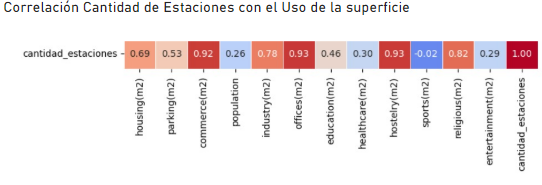 Correlación Cantidad de Estaciones con el Uso de la superficie
cantidad_estaciones
0.69 0.53 0.92 0.26 0.78 0.93 0.46 0.30 0.93 -0.02 0.82 0.29 1.00
housing(m2)
parking(m2)
commerce(m2)
population
industry(m2)
offices(m2)
education(m2)
healthcare(m2)
hostelry(m2)
sports(m2)
religious(m2)
entertainment(m2)
cantidad_estaciones